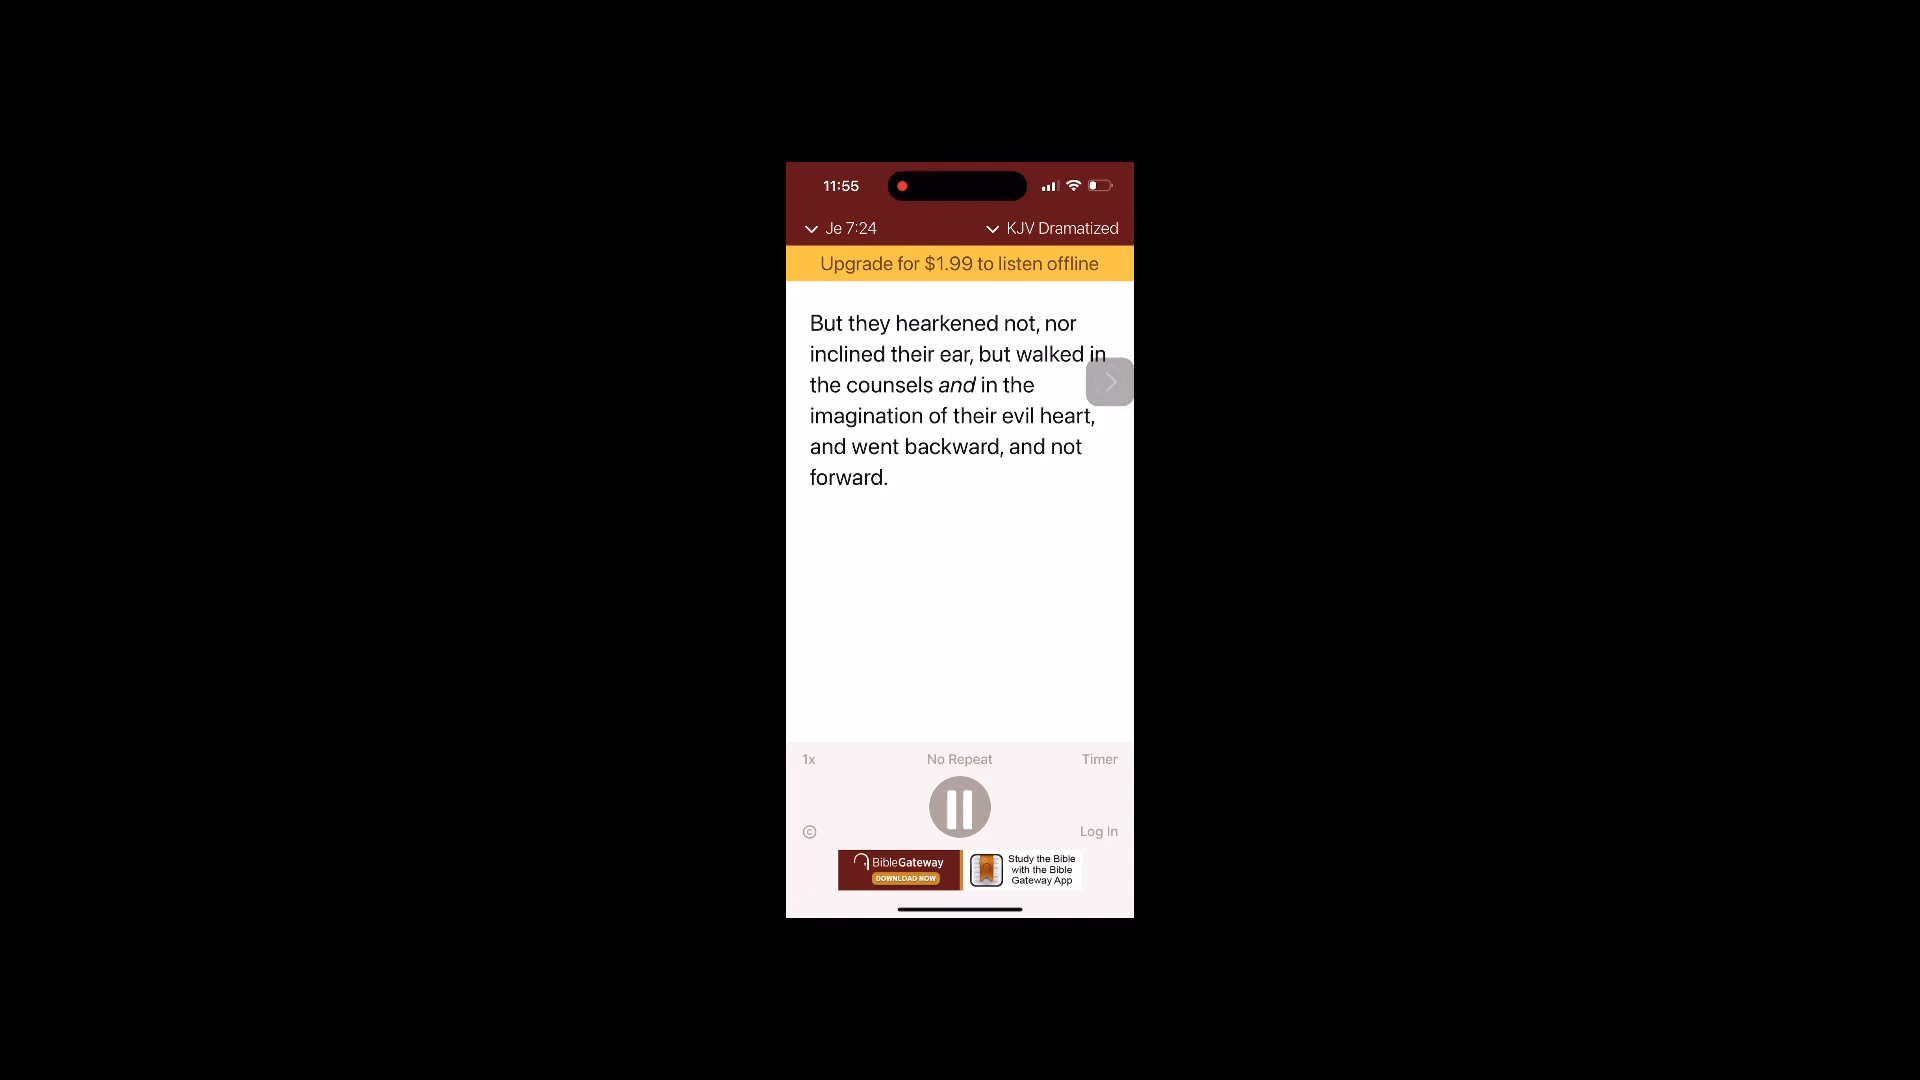 11:55
Je 7:24
KJV Dramatized
Upgrade for $1.99 to listen offline
But they hearkened not, nor
inclined their ear, but walked in
the counsels and in the
imagination of their evil heart,
and went backward, and not
forward.
1x
No Repeat
Timer
©
Log In
BibleGateway
DOWNLOAD NOW
Study the Bible
with the Bible
Gateway App